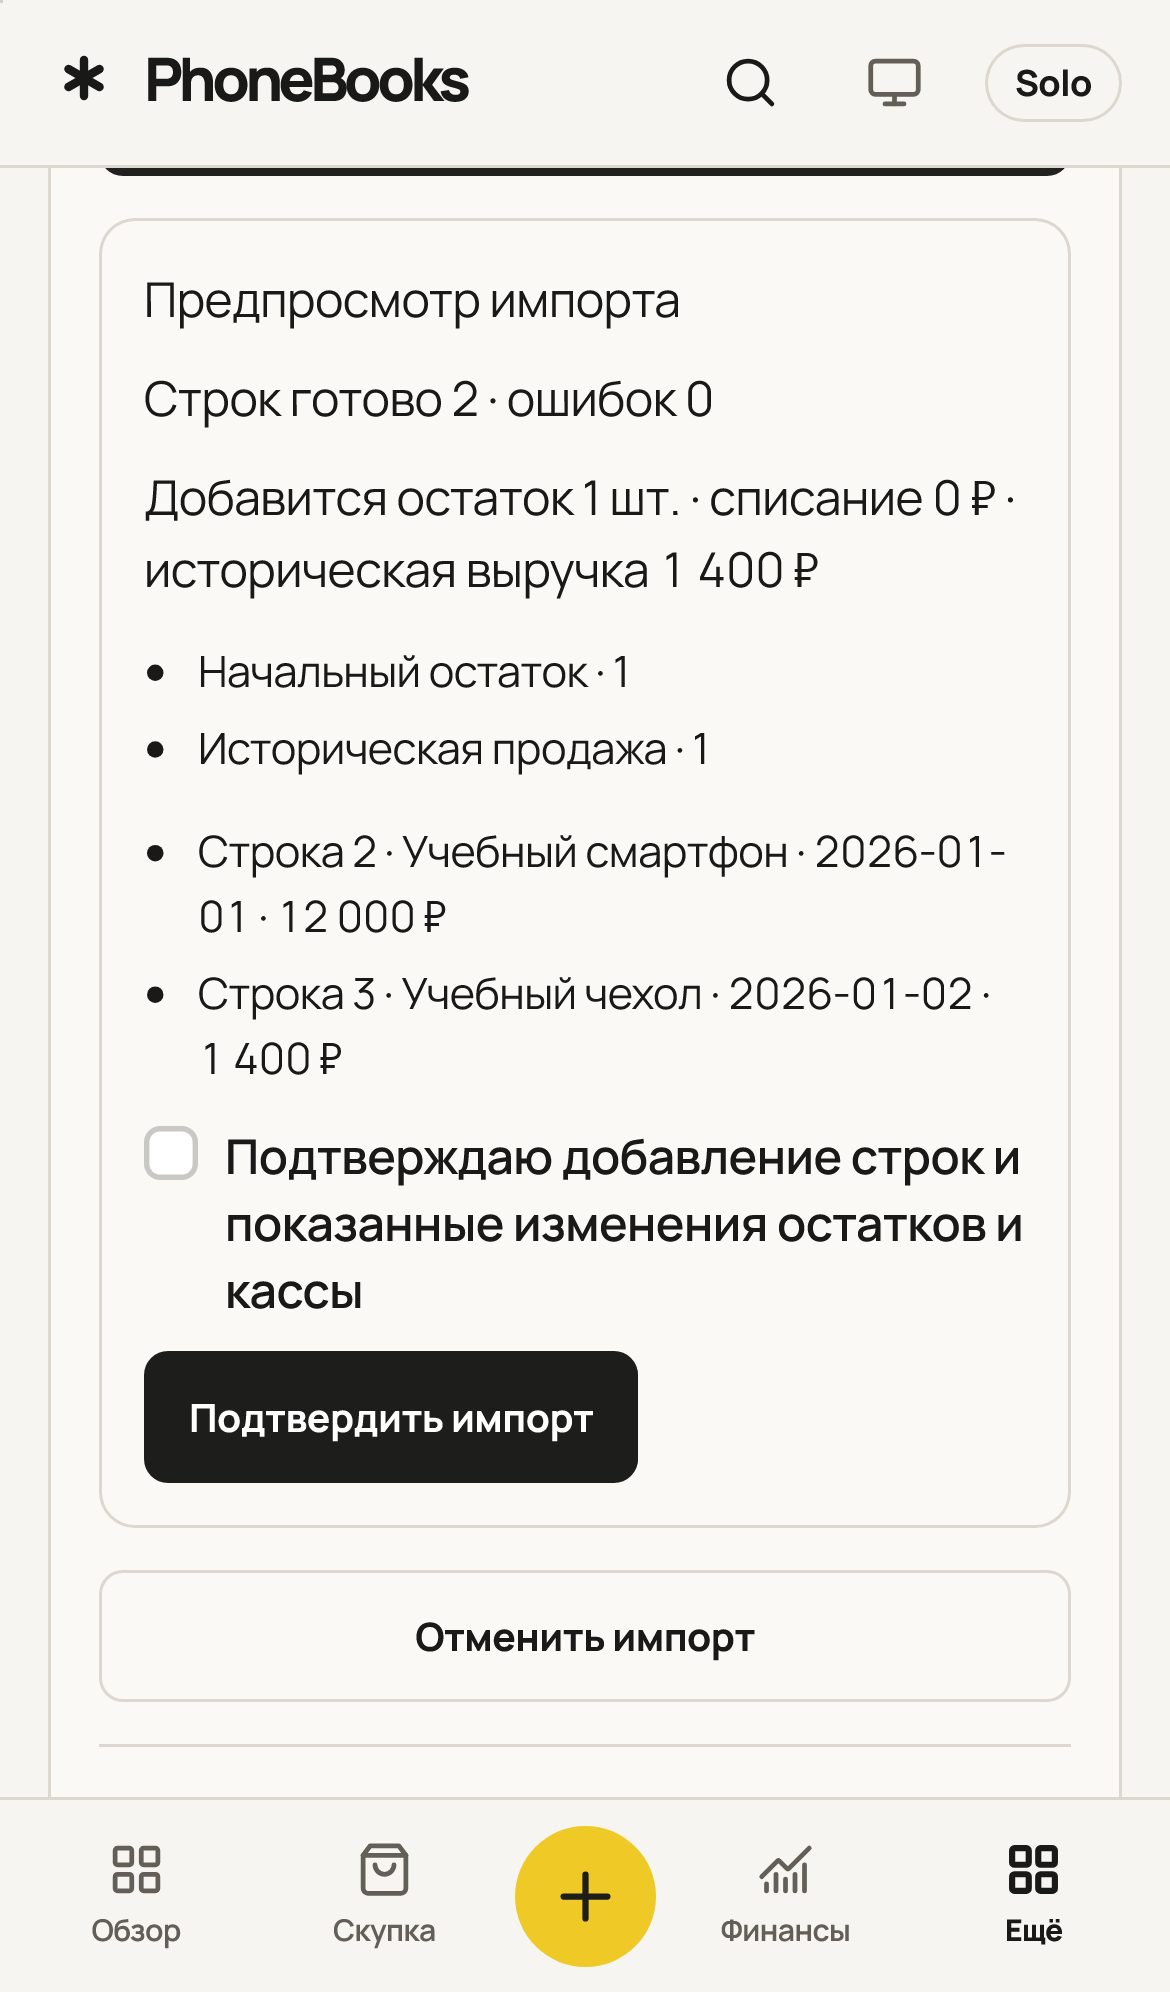 PhoneBooks
Solo
Предпросмотр импорта
Строк готово 2 · ошибок 0
Добавится остаток 1 шт. · списание 0 ₽ ·
историческая выручка 1 400 ₽
• Начальный остаток · 1
• Историческая продажа · 1
• Строка 2 · Учебный смартфон · 2026-01-
01 · 12 000 ₽
• Строка 3 · Учебный чехол · 2026-01-02 ·
1 400 ₽
Подтверждаю добавление строк и
показанные изменения остатков и
кассы
Подтвердить импорт
Отменить импорт
Обзор
Скупка
Финансы
Ещё